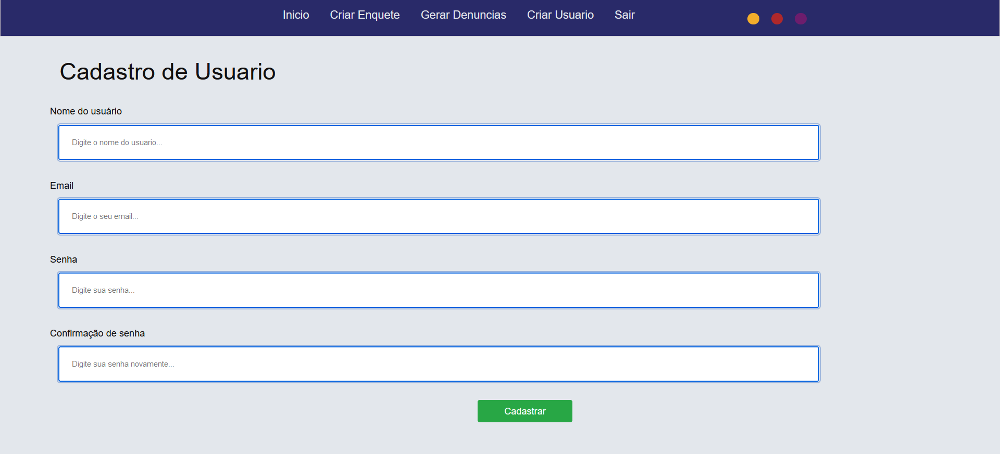 Inicio Criar Enquete Gerar Denuncias Criar Usuario Sair
Cadastro de Usuario
Nome do usuário
Digite o nome do usuario...
Email
Digite o seu email...
Senha
Digite sua senha...
Confirmação de senha
Digite sua senha novamente...
Cadastrar